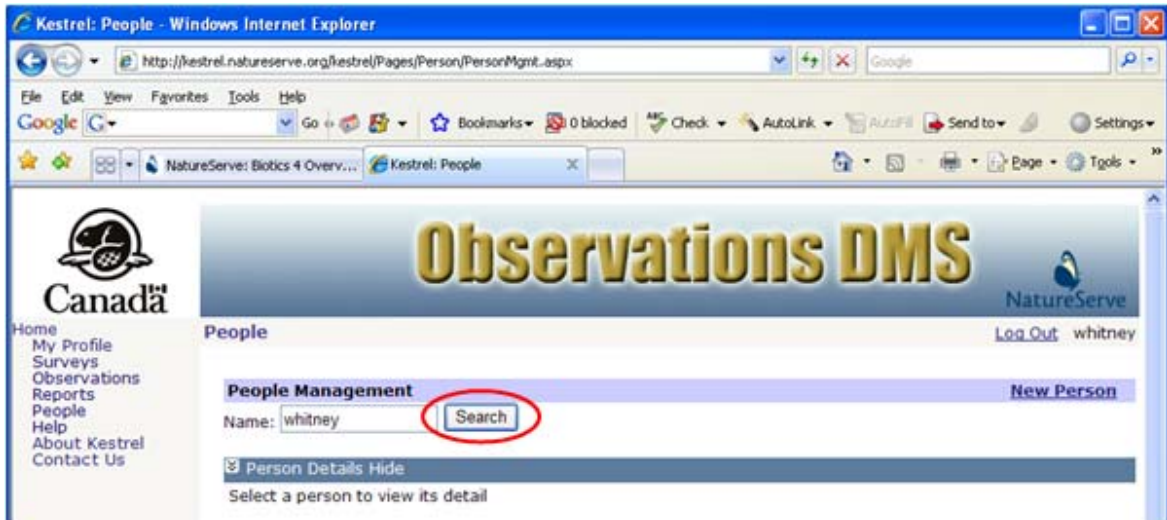 Kestrel: People - Windows Internet Explorer
http://kestrel.natureserve.org/kestrel/Pages/Person/PersonMgmt.aspx Google
File Edit View Favorites Tools Help
Google G Go Bookmarks 0 blocked Check AutoLink AutoFill Send to Settings
NatureServe: Biotics 4 Overv... Kestrel: People Page Tools »
Canada
Observations DMS
NatureServe
Home
My Profile
Surveys
Observations
Reports
People
Help
About Kestrel
Contact Us
People Log Out whitney
People Management New Person
Name: whitney Search
Person Details Hide
Select a person to view its detail